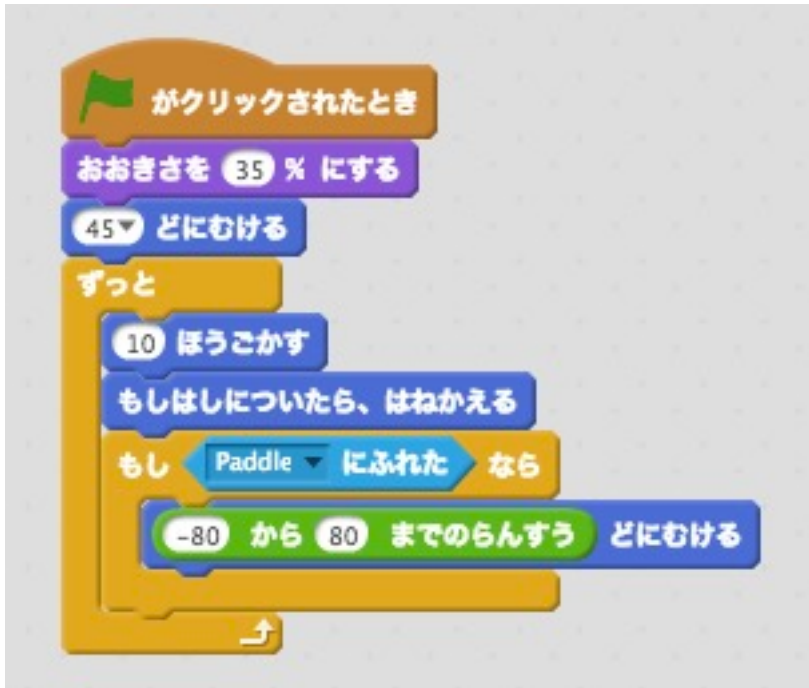 がクリックされたとき
おおきさを 35 % にする
45 どにむける
ずっと
10 ほうごかす
もしはしについたら、はねかえる
もし Paddle にふれた なら
-80 から 80 までのらんすう どにむける